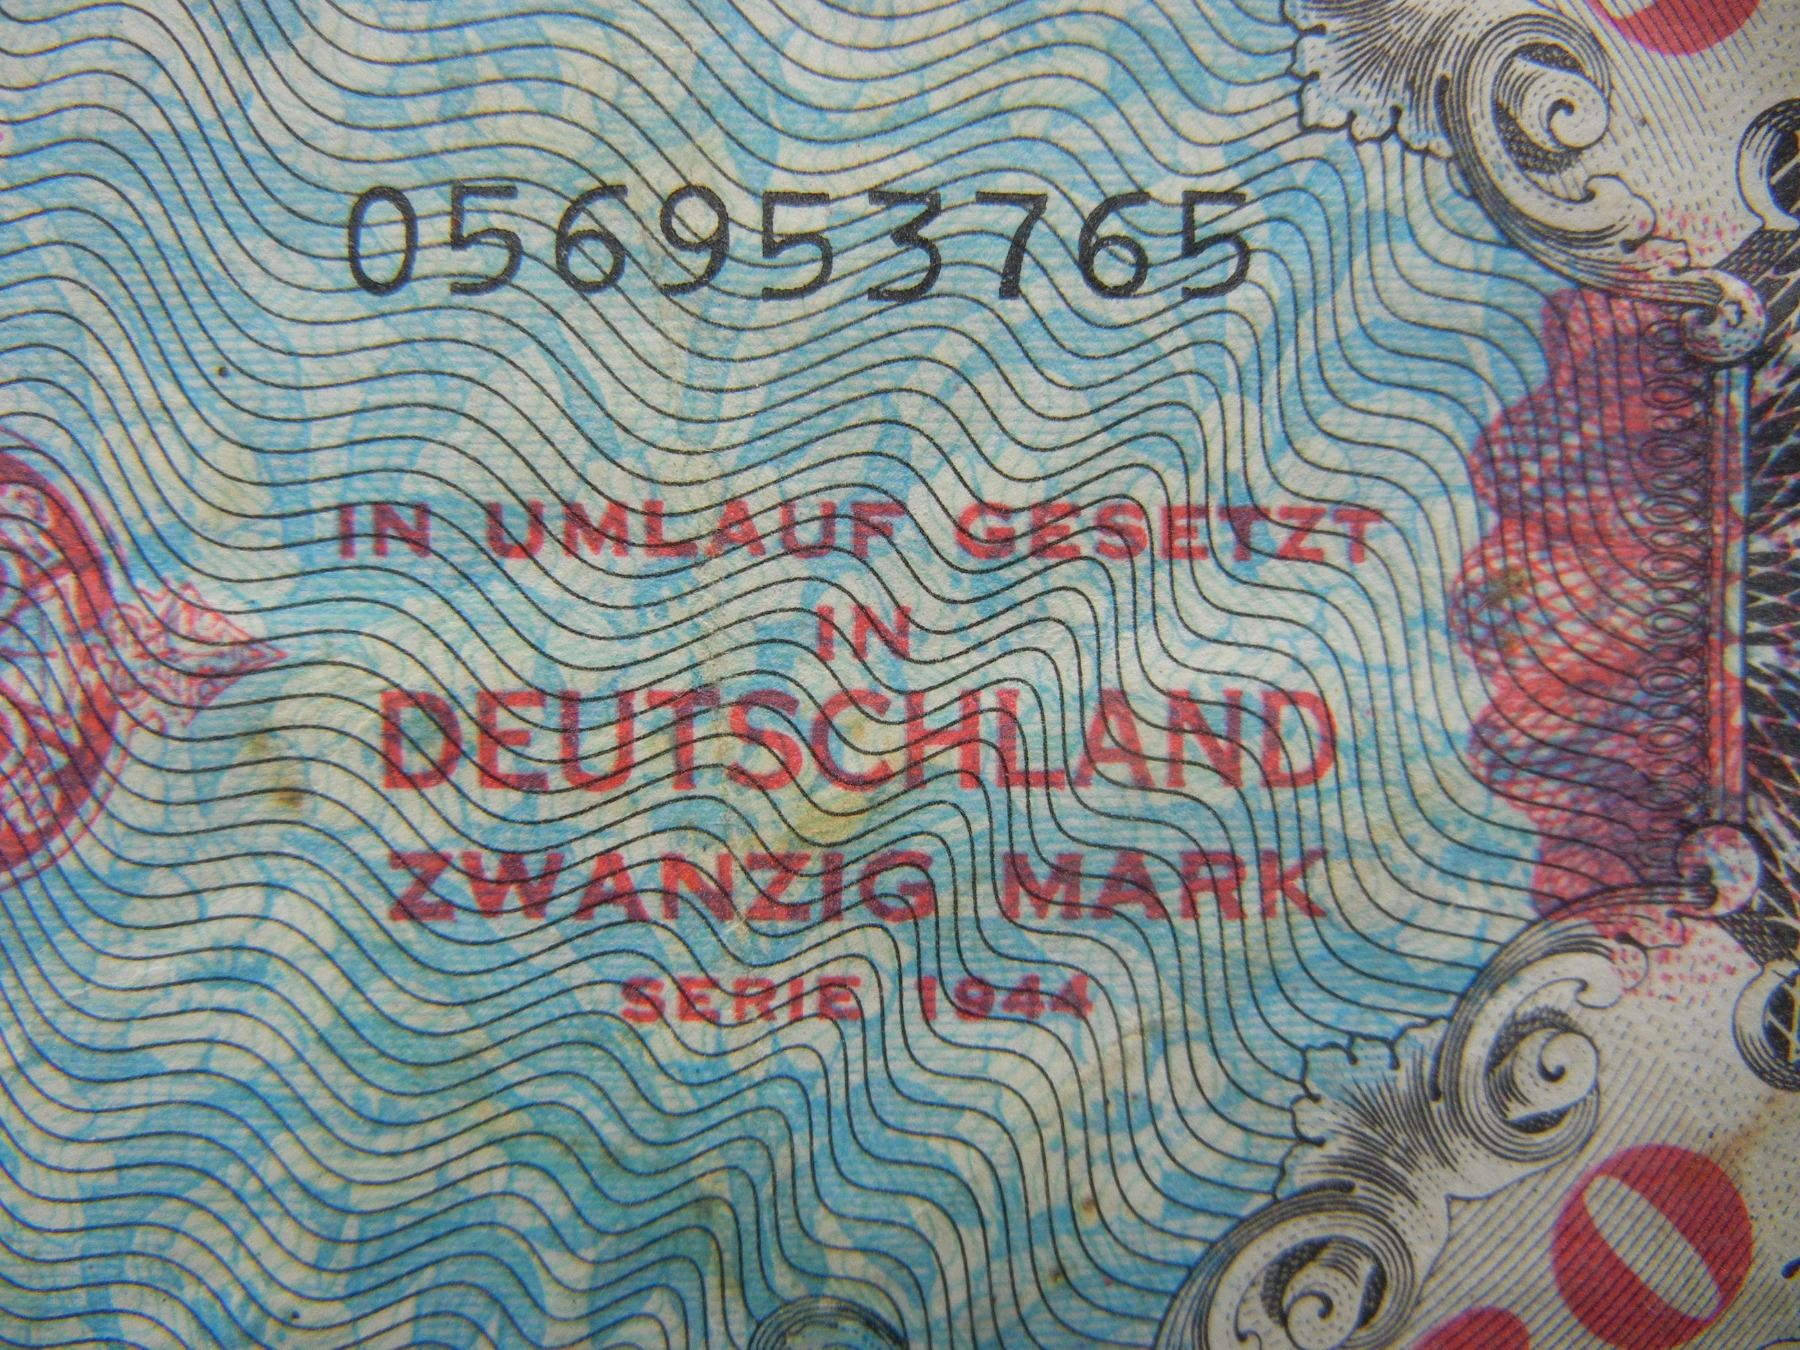 056953765
IN UMLAUF GESETZT
IN
DEUTSCHLAND
ZWANZIG MARK
SERIE 1944